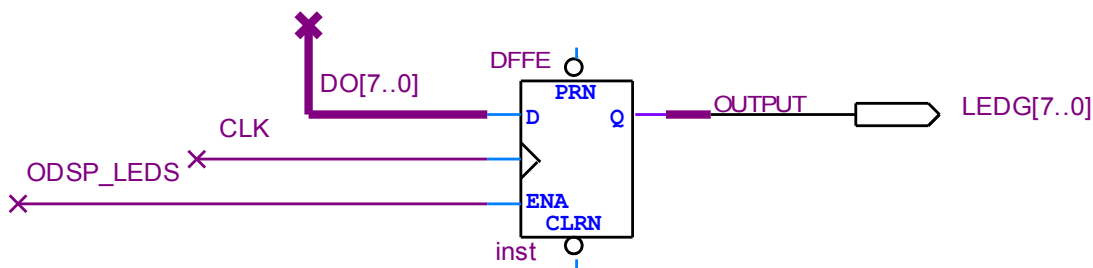 DFFE
DO[7..0]
PRN
D
Q
OUTPUT
LEDG[7..0]
CLK
ODSP_LEDS
ENA
CLRN
inst